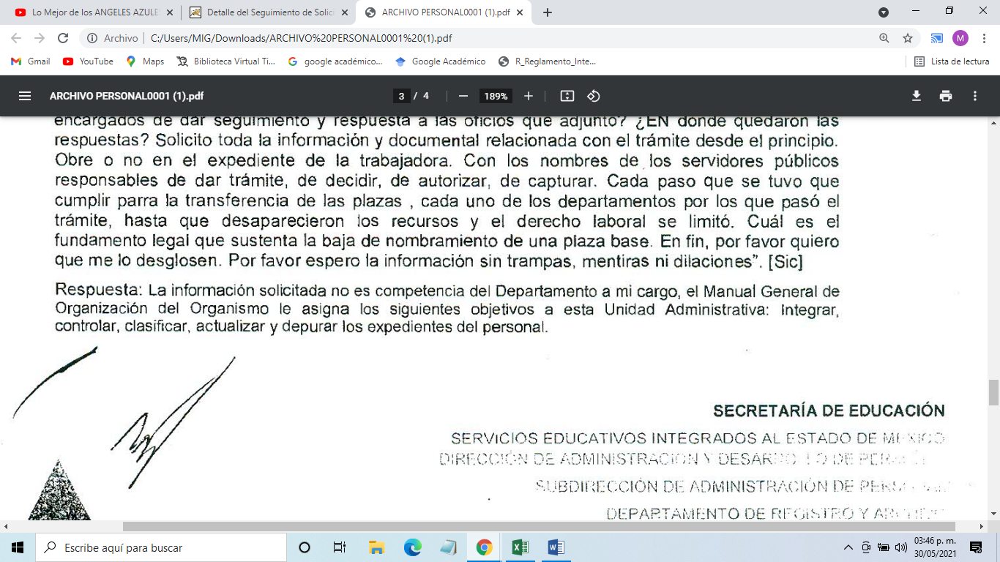 Lo Mejor de los ANGELES AZULE
Detalle del Seguimiento de Solici
ARCHIVO PERSONAL0001 (1).pdf
Archivo
C:/Users/MIG/Downloads/ARCHIVO%20PERSONAL0001%20(1).pdf
M
Gmail
YouTube
Maps
Biblioteca Virtual Ti...
google académico...
Google Académico
R_Reglamento_Inte...
Lista de lectura
ARCHIVO PERSONAL0001 (1).pdf
3 / 4
189%
encargados de dar seguimiento y respuesta a las oficios que adjunto? ¿EN donde quedaron las
respuestas? Solicito toda la información y documental relacionada con el trámite desde el principio.
Obre o no en el expediente de la trabajadora. Con los nombres de los servidores públicos
responsables de dar trámite, de decidir, de autorizar, de capturar. Cada paso que se tuvo que
cumplir parra la transferencia de las plazas , cada uno de los departamentos por los que pasó el
trámite, hasta que desaparecieron los recursos y el derecho laboral se limitó. Cuál es el
fundamento legal que sustenta la baja de nombramiento de una plaza base. En fin, por favor quiero
que me lo desglosen. Por favor espero la información sin trampas, mentiras ni dilaciones”. [Sic]
Respuesta: La información solicitada no es competencia del Departamento a mi cargo, el Manual General de
Organización del Organismo le asigna los siguientes objetivos a esta Unidad Administrativa: Integrar,
controlar, clasificar, actualizar y depurar los expedientes del personal.
SECRETARÍA DE EDUCACIÓN
SERVICIOS EDUCATIVOS INTEGRADOS AL ESTADO DE MÉXICO
DIRECCIÓN DE ADMINISTRACIÓN Y DESARROLLO DE
SUBDIRECCIÓN DE ADMINISTRACIÓN DE
DEPARTAMENTO DE REGISTRO Y
Escribe aquí para buscar
03:46 p. m.
30/05/2021